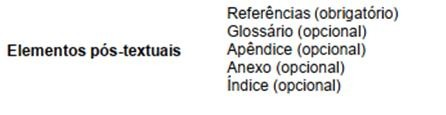 Referências (obrigatório)
Glossário (opcional)
Elementos pós-textuais
Apêndice (opcional)
Anexo (opcional)
Índice (opcional)